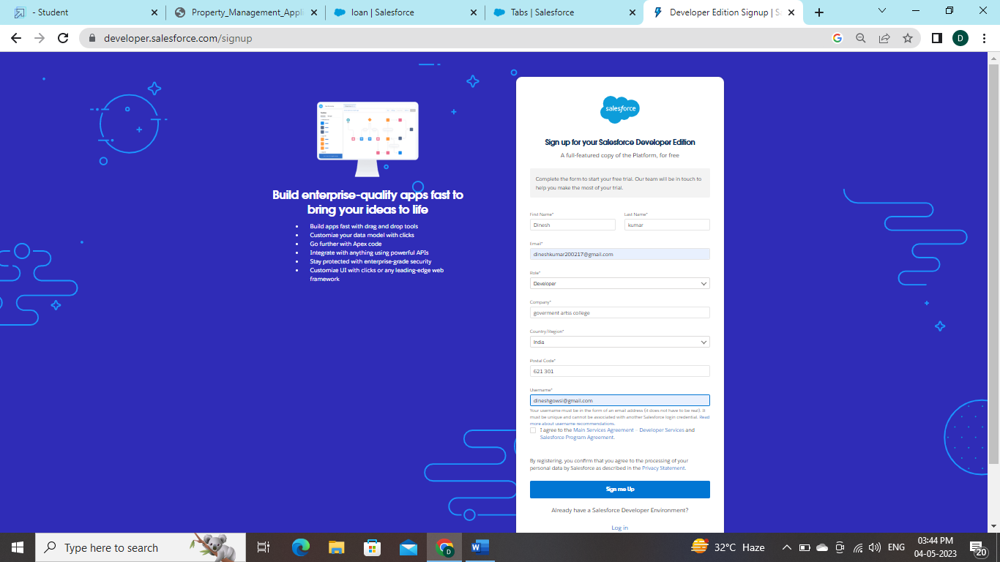 - Student
Property_Management_Appli
loan | Salesforce
Tabs | Salesforce
Developer Edition Signup | S
developer.salesforce.com/signup
D
salesforce
Sign up for your Salesforce Developer Edition
A full-featured copy of the Platform, for free
Complete the form to start your free trial. Our team will be in touch to
help you make the most of your trial.
Build enterprise-quality apps fast to
bring your ideas to life
• Build apps fast with drag and drop tools
• Customize your data model with clicks
• Go further with Apex code
• Integrate with anything using powerful APIs
• Stay protected with enterprise-grade security
• Customize UI with clicks or any leading-edge web
framework
First Name* Last Name*
Dinesh kumar
Email*
dineshkumar200217@gmail.com
Role*
Developer
Company*
goverment artss college
Country/Region*
India
Postal Code*
621 301
Username*
dineshgowsi@gmail.com
Your username must be in the form of an email address (it does not have to be real). It
must be unique and cannot be associated with another Salesforce login credential. Read
more about username recommendations.
I agree to the Main Services Agreement - Developer Services and
Salesforce Program Agreement.
By registering, you confirm that you agree to the processing of your
personal data by Salesforce as described in the Privacy Statement.
Sign me Up
Already have a Salesforce Developer Environment?
Log in
Type here to search
D
W
32°C Haze
ENG
03:44 PM
04-05-2023
20